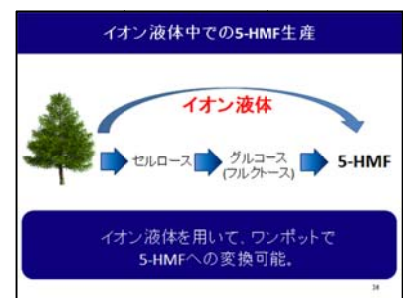 イオン液体中での5-HMF生産
イオン液体
セルロース
グルコース
(フルクトース)
5-HMF
イオン液体を用いて、ワンポットで
5-HMFへの変換可能。